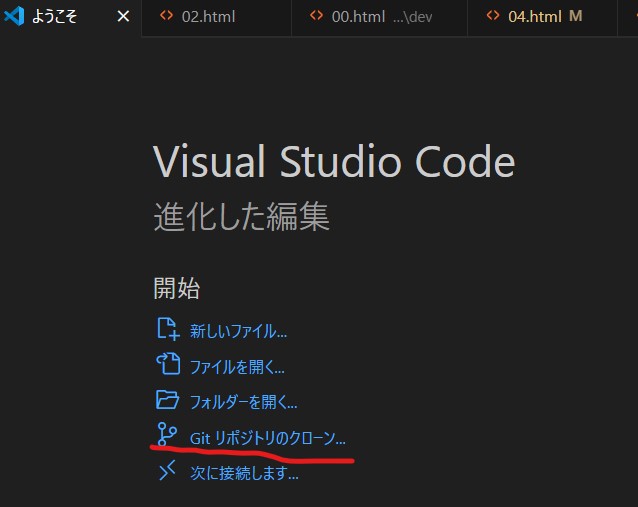 ようこそ × 02.html 00.html ...\dev 04.html M
Visual Studio Code
進化した編集
開始
新しいファイル...
ファイルを開く...
フォルダーを開く...
Git リポジトリのクローン...
次に接続します...